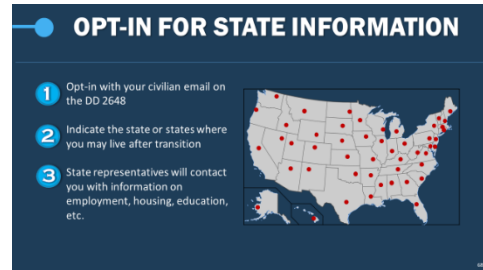 OPT-IN FOR STATE INFORMATION
1 Opt-in with your civilian email on
the DD 2648
2 Indicate the state or states where
you may live after transition
3 State representatives will contact
you with information on
employment, housing, education,
etc.